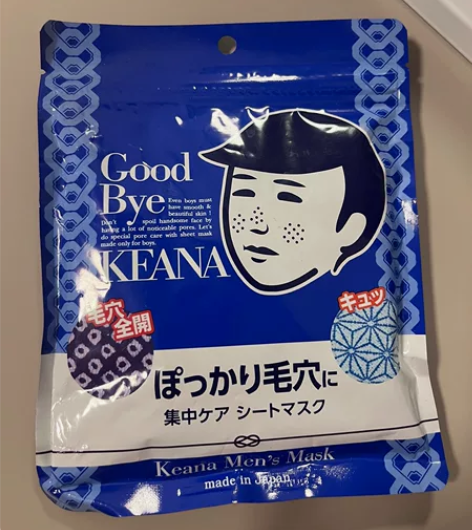 Good
Bye
Even boys must
have smooth &
beautiful skin !
Don't spoil handsome face by
having a lot of noticeable pores. Let's
do special pore care with sheet mask
made only for boys.
KEANA
毛穴
全開
キュッ
ぽっかり毛穴に
集中ケア シートマスク
Keana Men's Mask
made in Japan